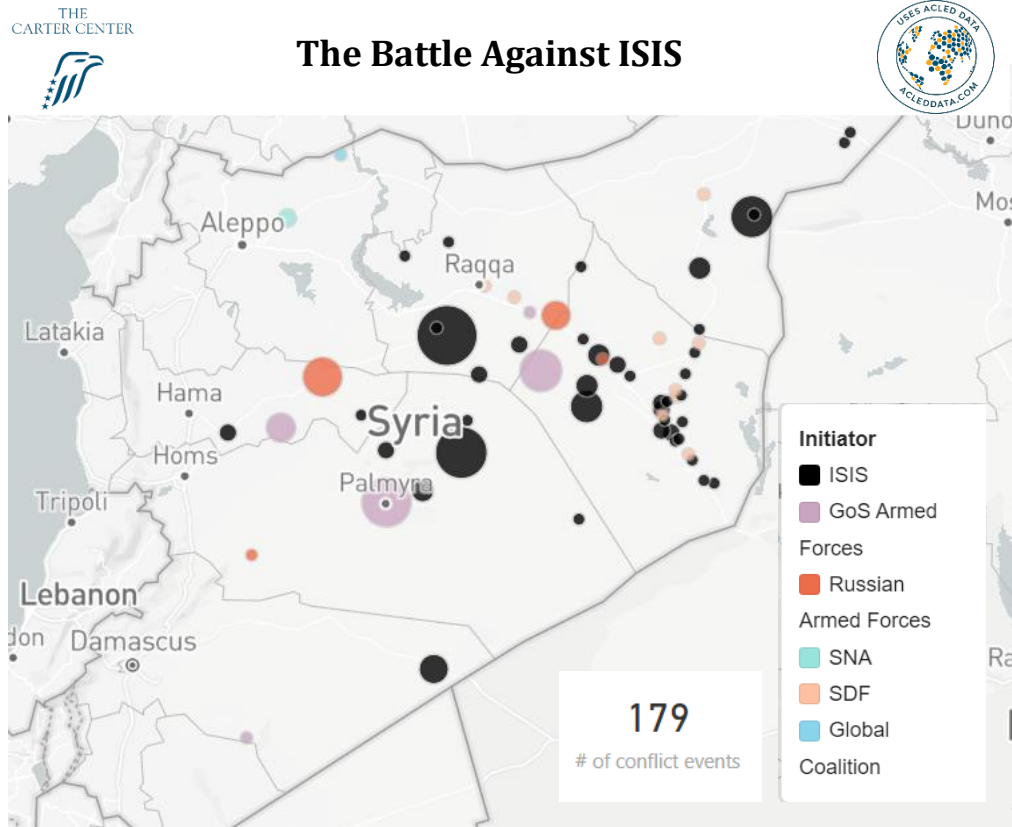 THE
CARTER CENTER
The Battle Against ISIS
USES ACLED DATA
ACLEDDATA.COM
Aleppo
Raqqa
Latakia
Hama
Syria
Homs
Palmyra
Tripoli
Lebanon
Damascus
Initiator
ISIS
GoS Armed
Forces
Russian
Armed Forces
SNA
SDF
Global
Coalition
179
# of conflict events